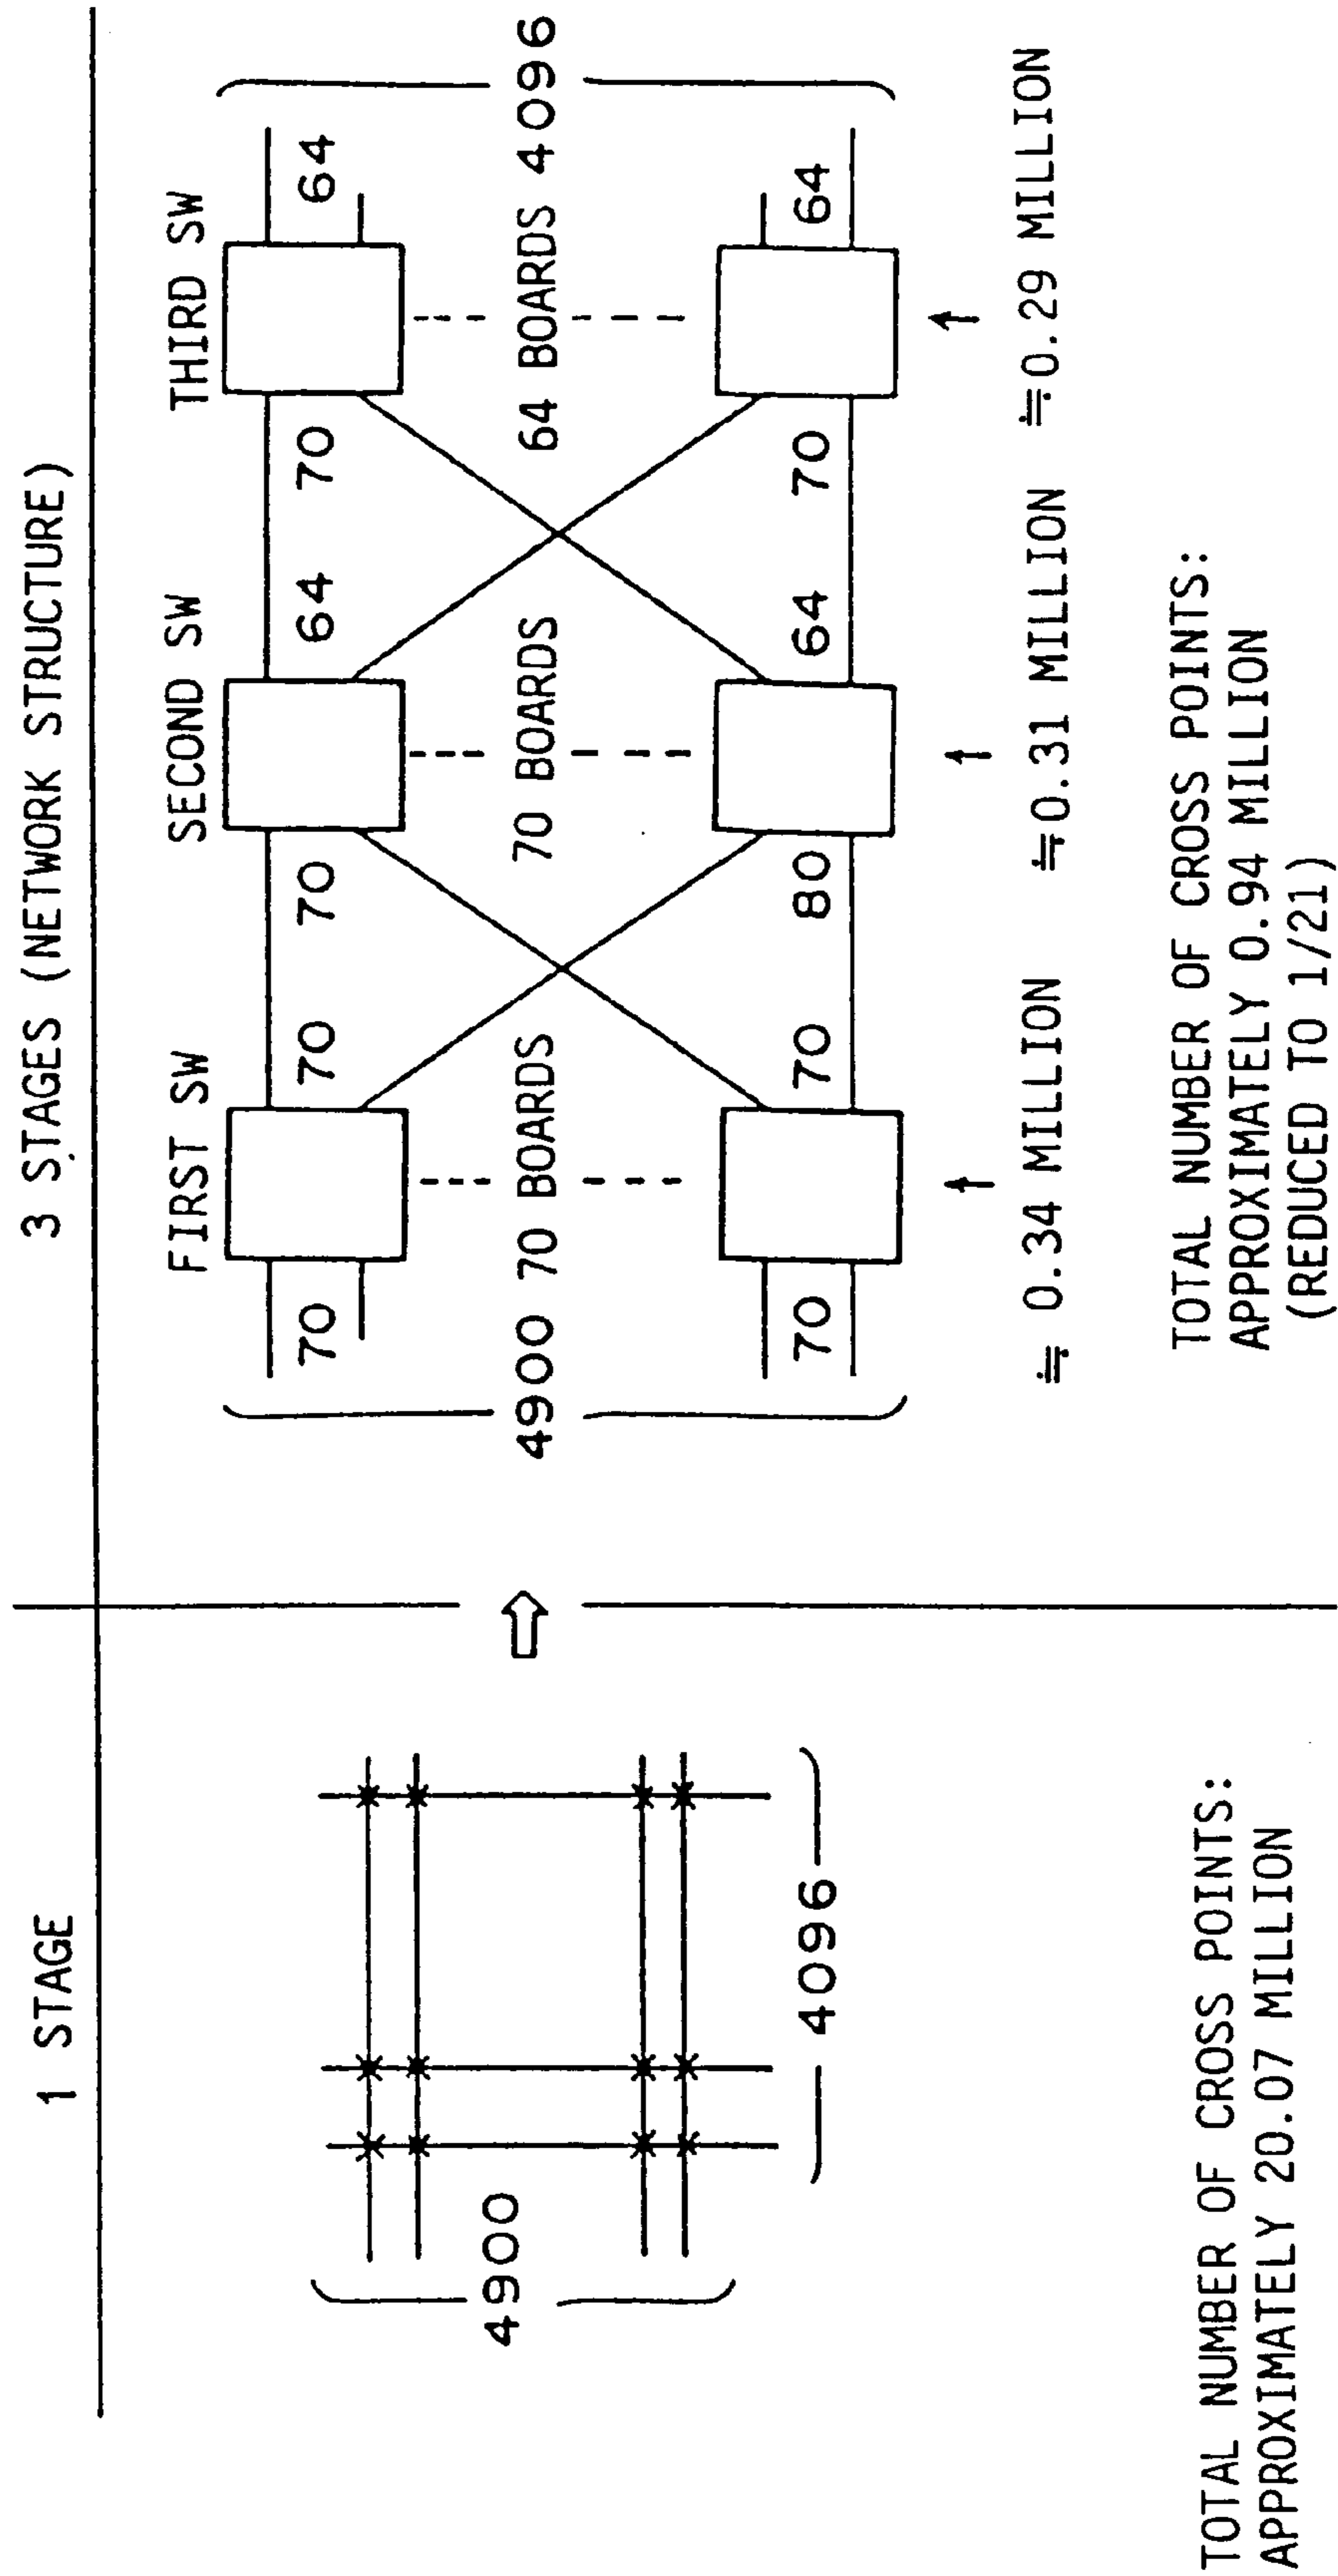 1 STAGE
3 STAGES (NETWORK STRUCTURE)
4900
4096
TOTAL NUMBER OF CROSS POINTS:
APPROXIMATELY 20.07 MILLION
FIRST SW
SECOND SW
THIRD SW
70
70
70
64
70
64
4900
70 BOARDS
70 BOARDS
64 BOARDS
4096
70
70
80
64
70
64
≒ 0.34 MILLION
≒0.31 MILLION
≒0.29 MILLION
TOTAL NUMBER OF CROSS POINTS:
APPROXIMATELY 0.94 MILLION
(REDUCED TO 1/21)